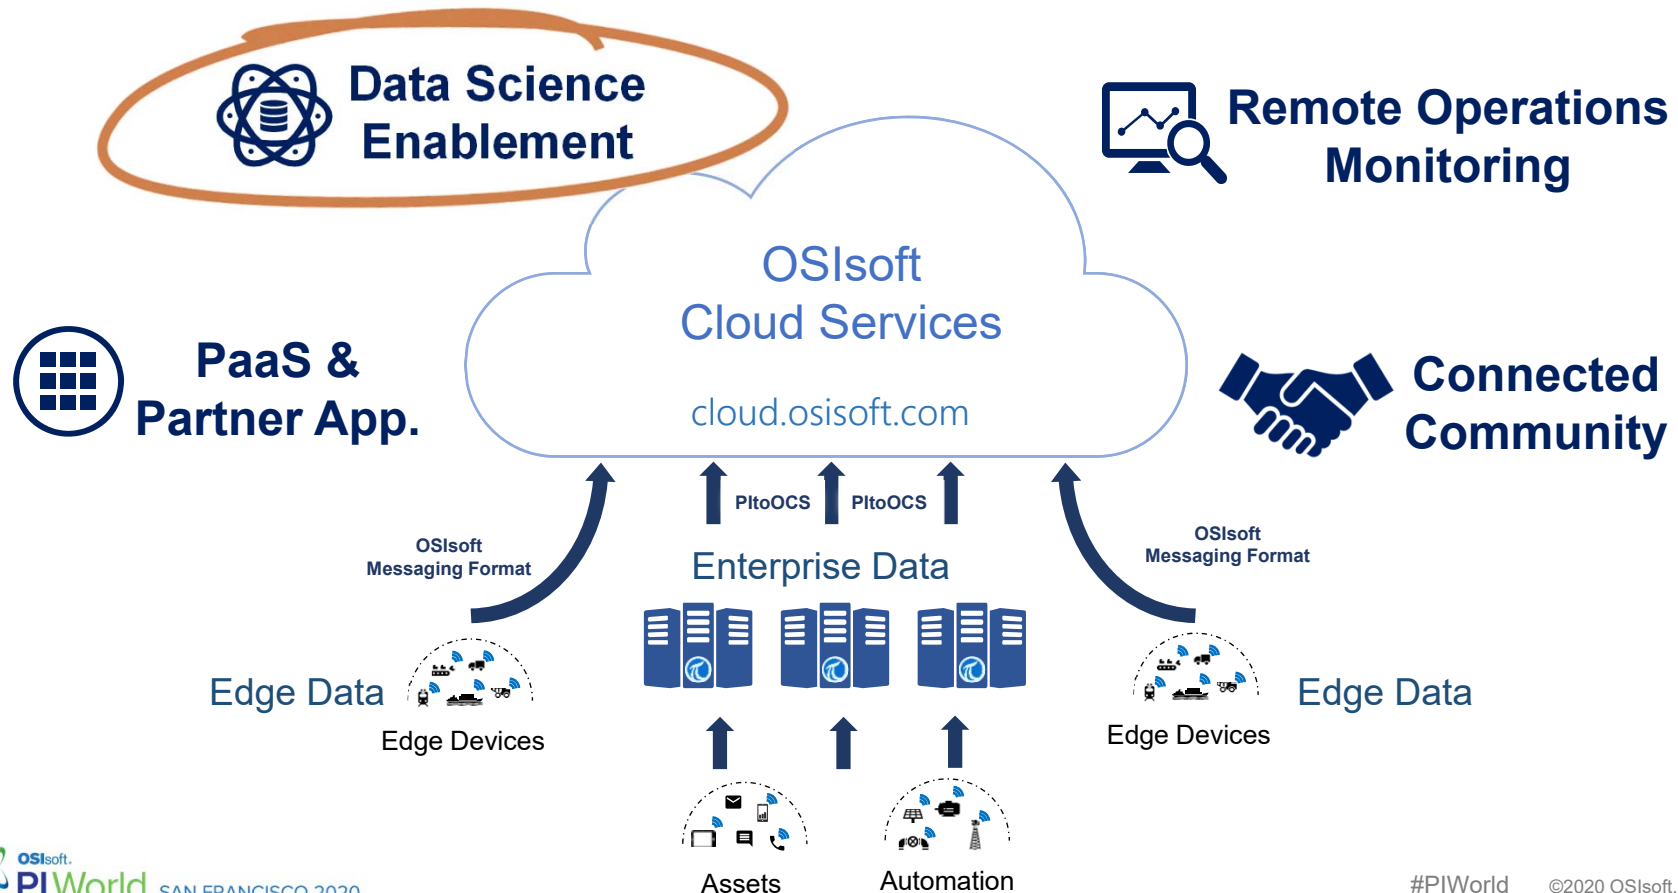 Data Science
Enablement
Remote Operations
Monitoring
OSIsoft
Cloud Services
cloud.osisoft.com
PaaS &
Partner App.
Connected
Community
PItoOCS
PItoOCS
OSIsoft
Messaging Format
OSIsoft
Messaging Format
Enterprise Data
Edge Data
Edge Devices
Edge Data
Edge Devices
Assets
Automation
OSIsoft.
PIWorld SAN FRANCISCO 2020
#PIWorld ©2020 OSIsoft,